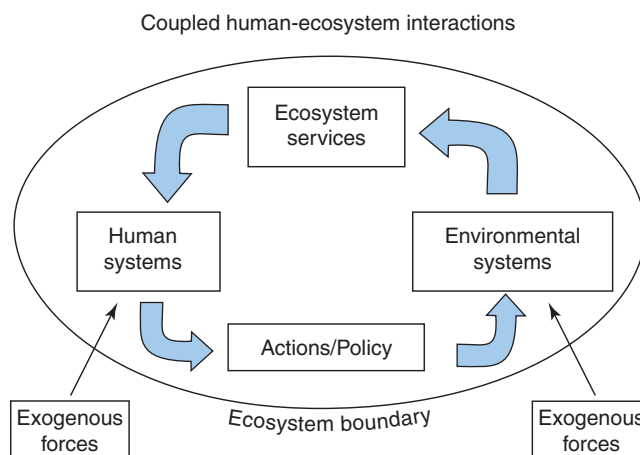 Coupled human-ecosystem interactions
Ecosystem
services
Human
systems
Environmental
systems
Actions/Policy
Exogenous
forces
Ecosystem boundary
Exogenous
forces